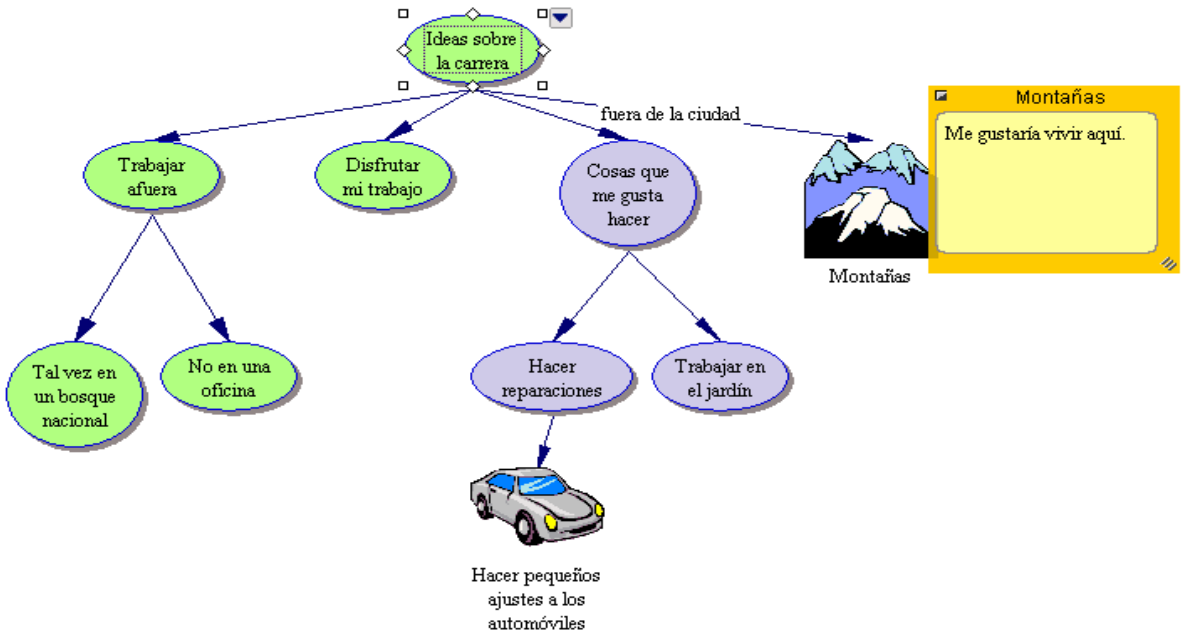 Ideas sobre
la carrera
fuera de la ciudad
Montañas
Me gustaría vivir aquí.
Trabajar
afuera
Disfrutar
mi trabajo
Cosas que
me gusta
hacer
Montañas
Tal vez en
un bosque
nacional
No en una
oficina
Hacer
reparaciones
Trabajar en
el jardín
Hacer pequeños
ajustes a los
automóviles